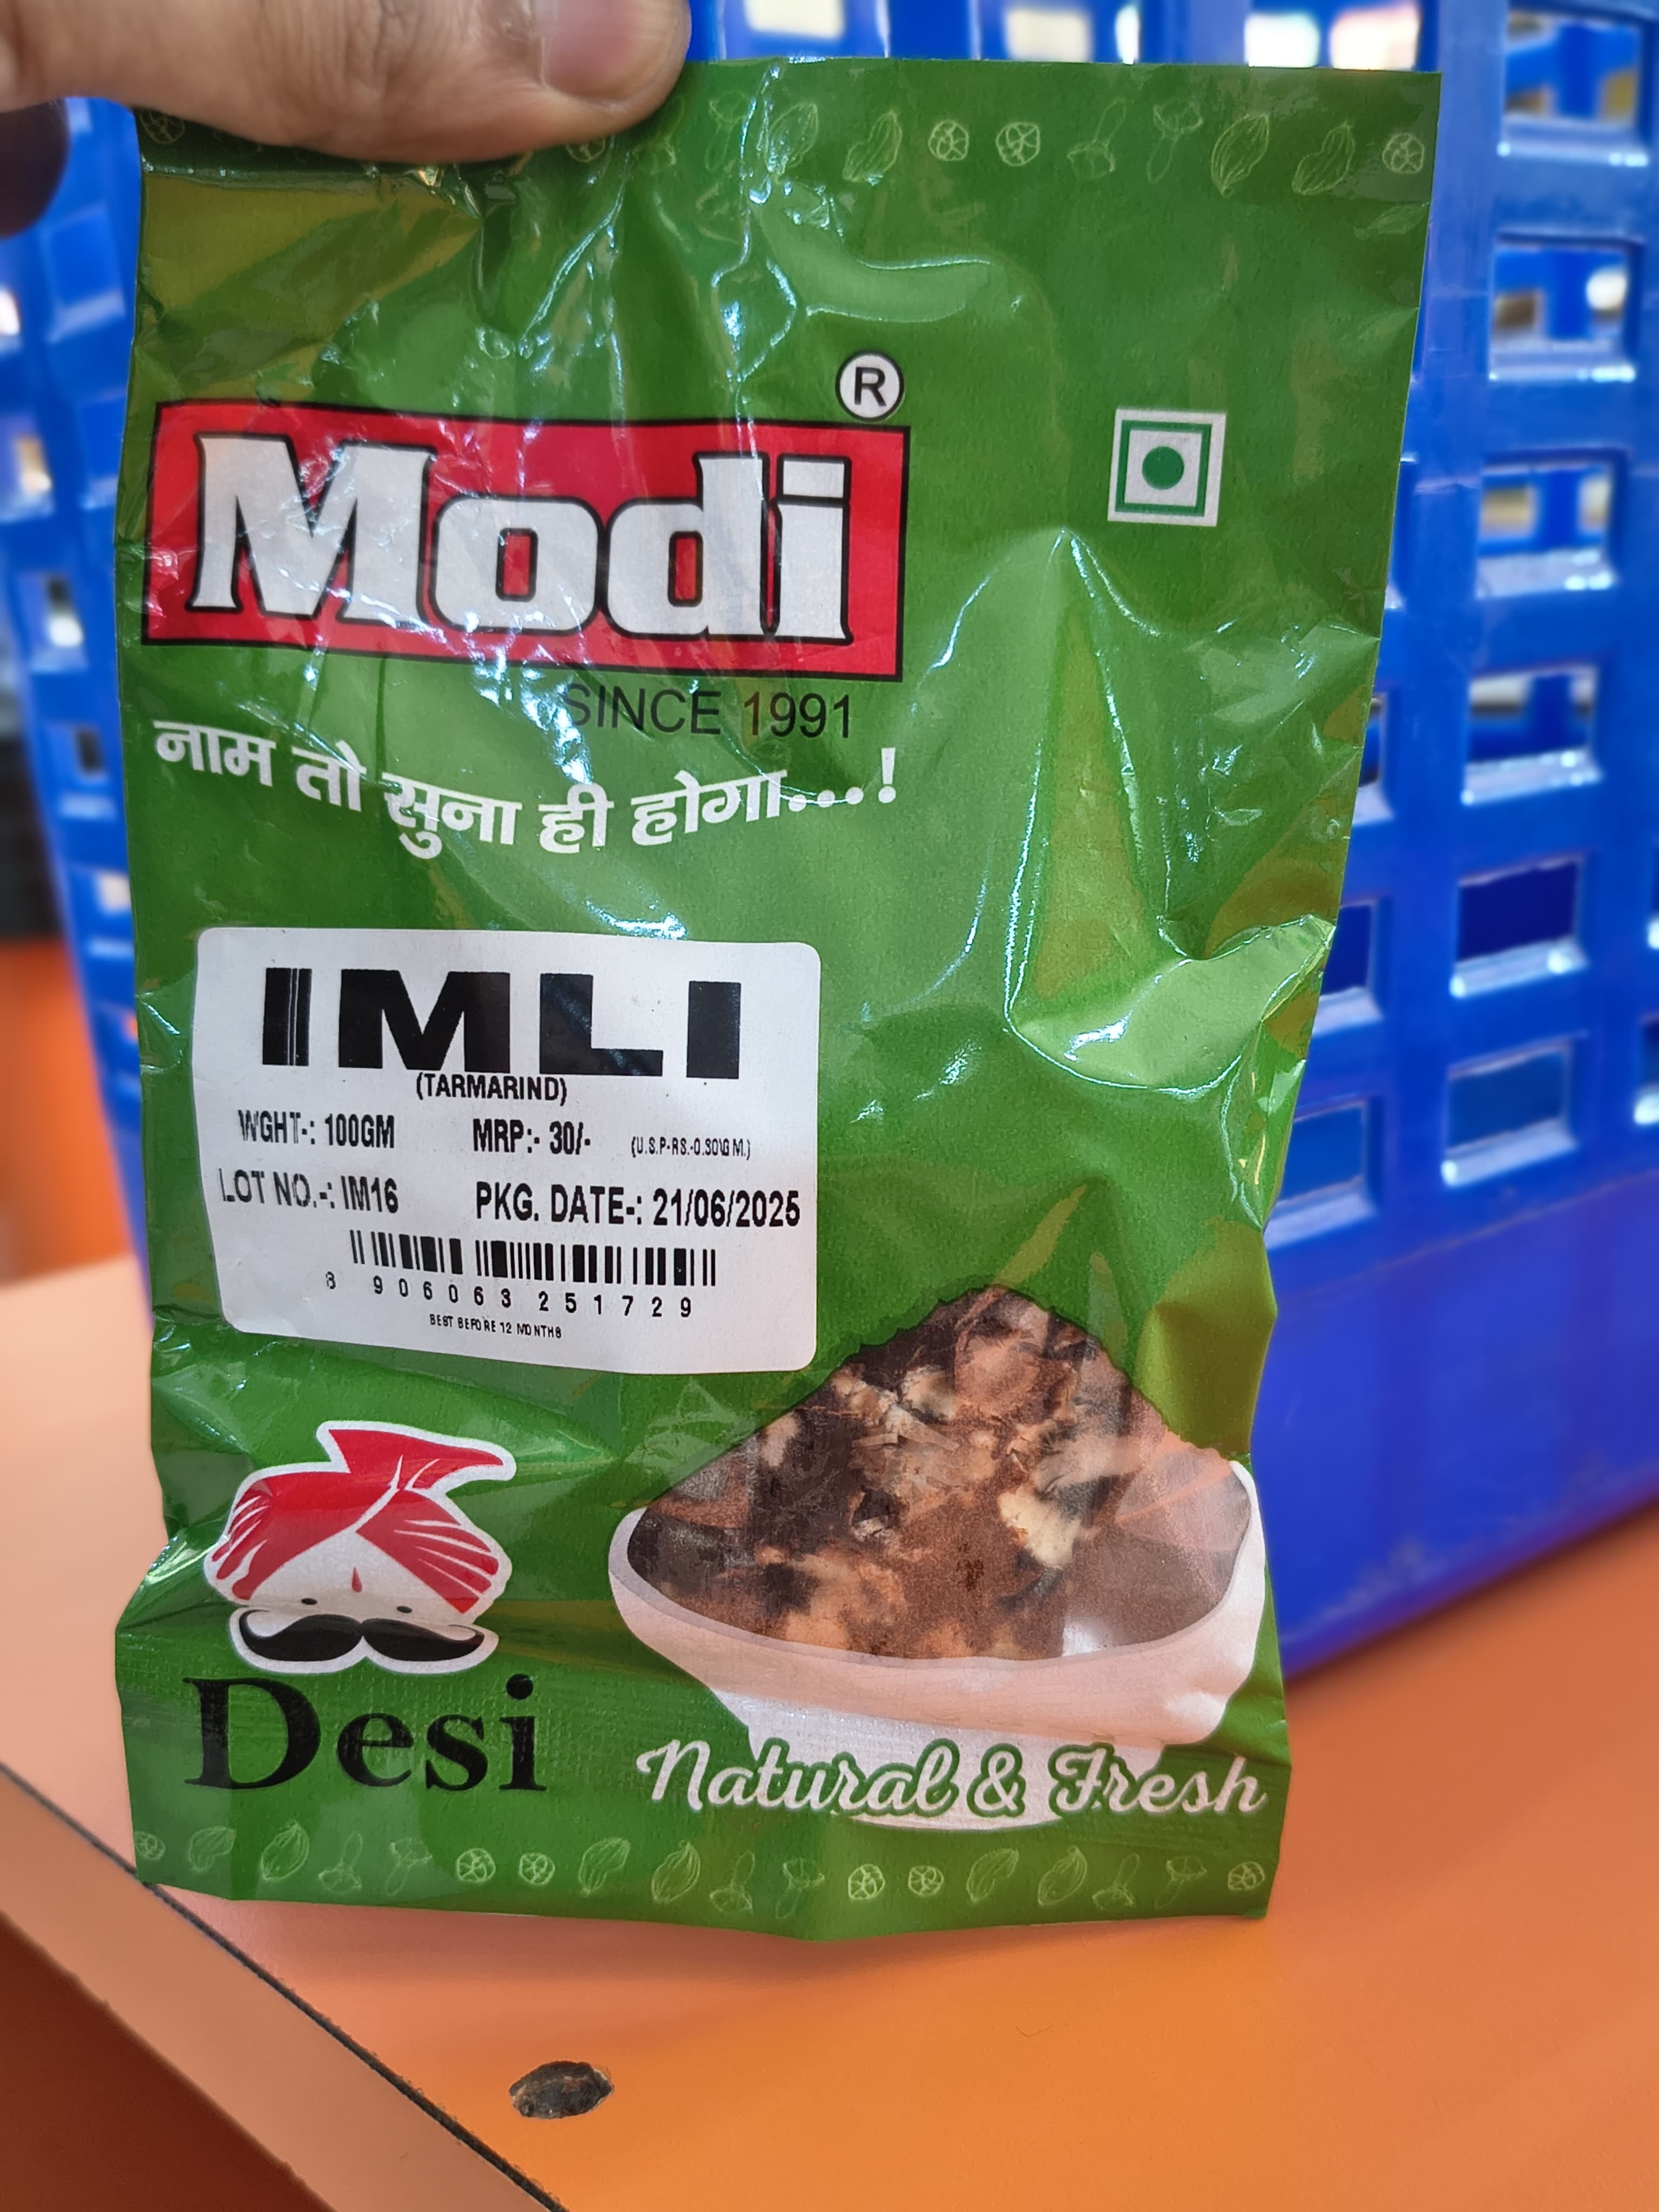 ®
Modi
SINCE 1991
नाम तो सुना ही होगा...!
IMLI
(TARMARIND)
WGHT-: 100GM MRP:- 30/- (U.S.P-RS.-0.30\GM.)
LOT NO.-: IM16 PKG. DATE-: 21/06/2025
8 906063 251729
BEST BEFORE 12 MONTHS
Desi
Natural & Fresh